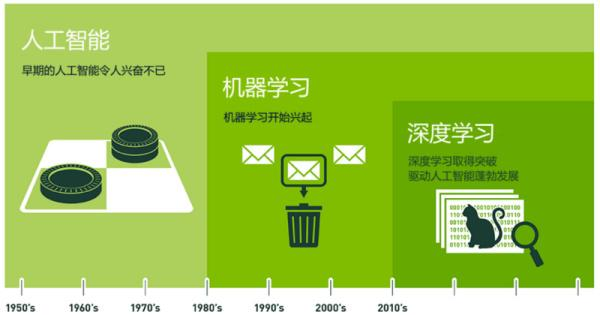 人工智能
早期的人工智能令人兴奋不已
机器学习
机器学习开始兴起
深度学习
深度学习取得突破
驱动人工智能蓬勃发展
1950's
1960's
1970's
1980's
1990's
2000's
2010's